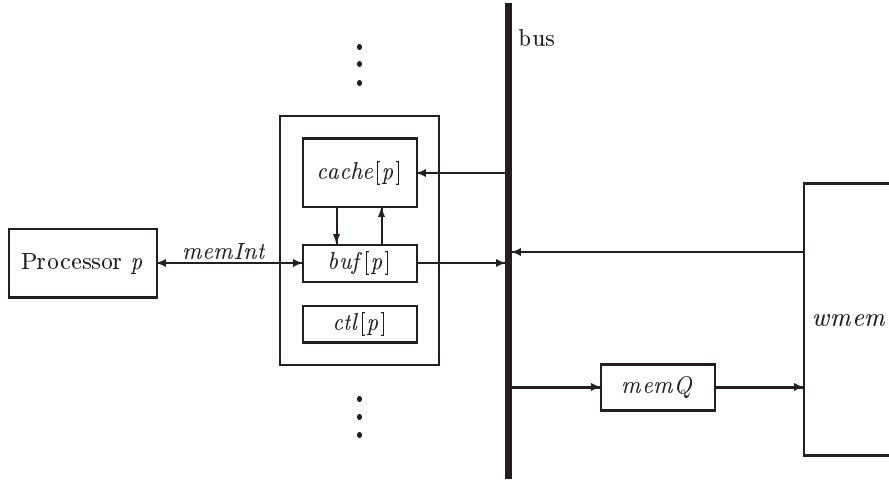 bus
cache[p]
Processor p
memInt
buf[p]
ctl[p]
wmem
memQ